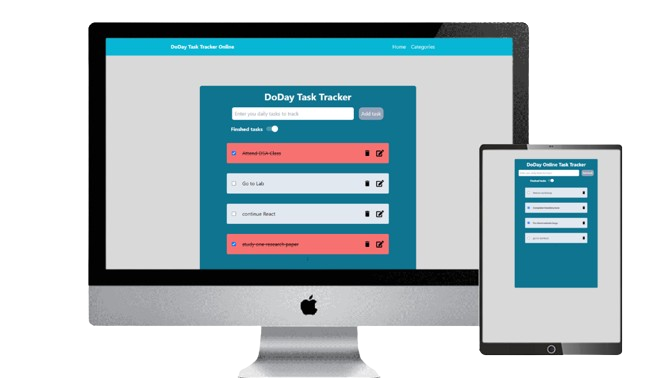 DoDay Task Tracker Online
Home Categories
DoDay Task Tracker
Enter you daily tasks to track
Add task
Finished tasks
Attend DSA Class
Go to Lab
continue React
study one research paper
DoDay Online Task Tracker